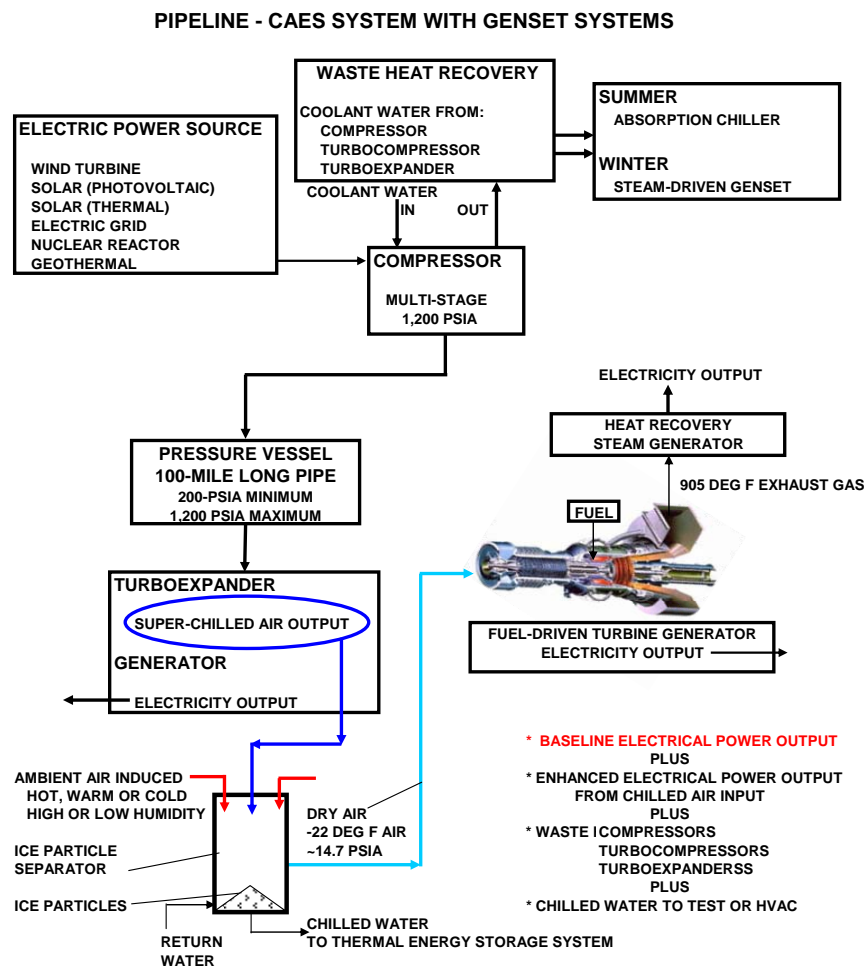 PIPELINE - CAES SYSTEM WITH GENSET SYSTEMS
WASTE HEAT RECOVERY
COOLANT WATER FROM:
COMPRESSOR
TURBOCOMPRESSOR
TURBOEXPANDER
SUMMER
ABSORPTION CHILLER
WINTER
STEAM-DRIVEN GENSET
ELECTRIC POWER SOURCE
WIND TURBINE
SOLAR (PHOTOVOLTAIC)
SOLAR (THERMAL)
ELECTRIC GRID
NUCLEAR REACTOR
GEOTHERMAL
COOLANT WATER
IN OUT
COMPRESSOR
MULTI-STAGE
1,200 PSIA
ELECTRICITY OUTPUT
HEAT RECOVERY
STEAM GENERATOR
905 DEG F EXHAUST GAS
FUEL
PRESSURE VESSEL
100-MILE LONG PIPE
200-PSIA MINIMUM
1,200 PSIA MAXIMUM
TURBOEXPANDER
SUPER-CHILLED AIR OUTPUT
GENERATOR
ELECTRICITY OUTPUT
FUEL-DRIVEN TURBINE GENERATOR
ELECTRICITY OUTPUT
AMBIENT AIR INDUCED
HOT, WARM OR COLD
HIGH OR LOW HUMIDITY
ICE PARTICLE
SEPARATOR
ICE PARTICLES
RETURN
WATER
DRY AIR
-22 DEG F AIR
~14.7 PSIA
CHILLED WATER
TO THERMAL ENERGY STORAGE SYSTEM
* BASELINE ELECTRICAL POWER OUTPUT
PLUS
* ENHANCED ELECTRICAL POWER OUTPUT
FROM CHILLED AIR INPUT
PLUS
* WASTE COMPRESSORS
TURBOCOMPRESSORS
TURBOEXPANDERSS
PLUS
* CHILLED WATER TO TEST OR HVAC